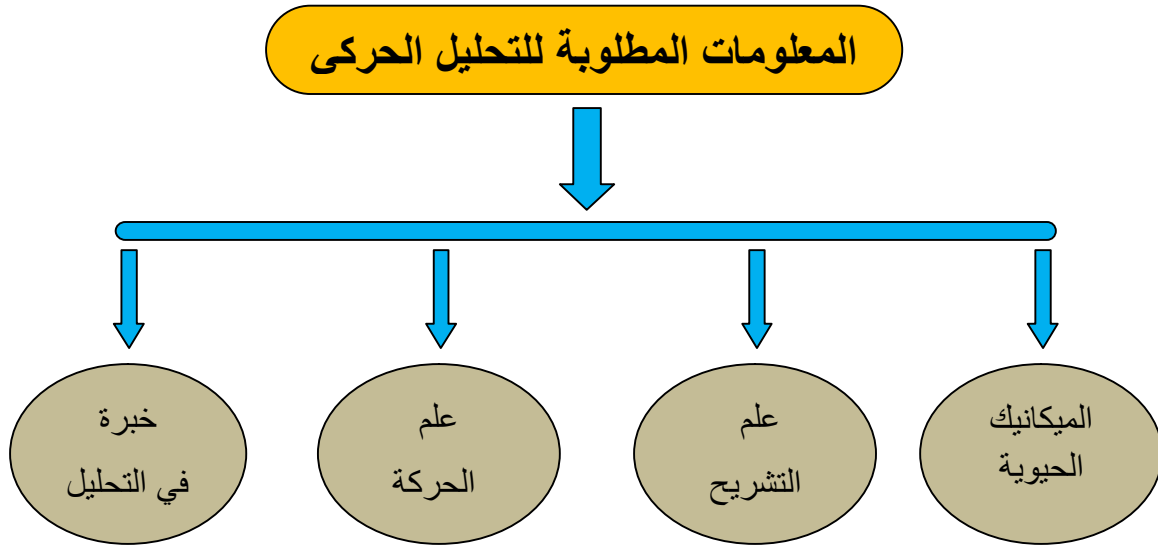 المعلومات المطلوبة للتحليل الحركى
الميكانيك
الحيوية
علم
التشريح
علم
الحركة
خبرة
في التحليل